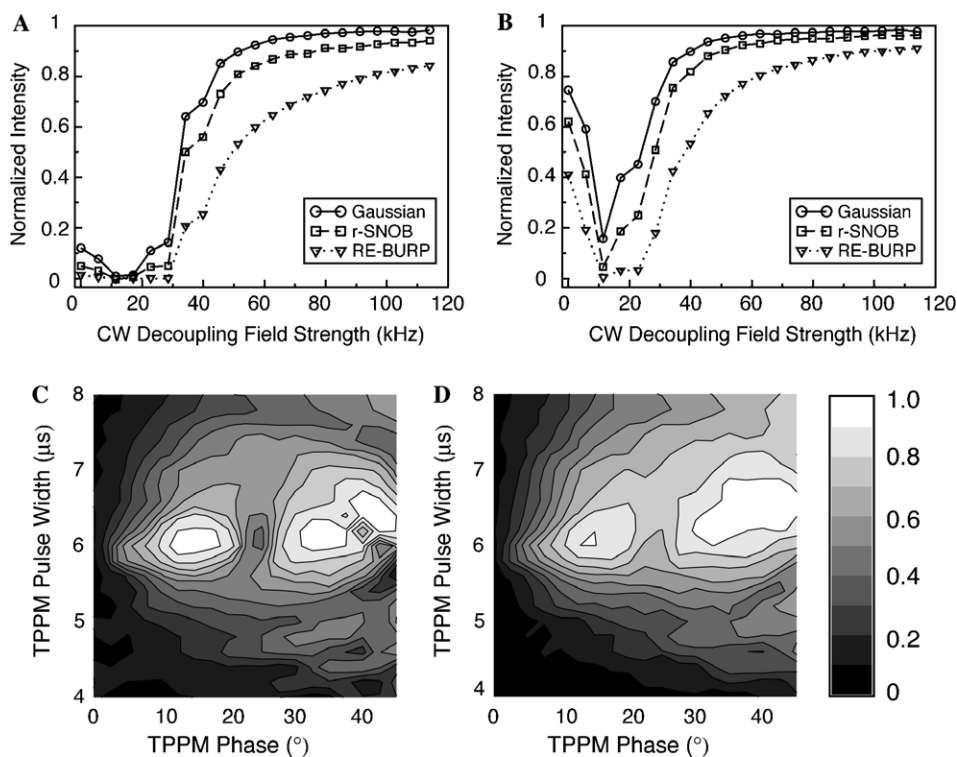 A
1
0.8
0.6
0.4
0.2
0
Normalized Intensity
Gaussian
r-SNOB
RE-BURP
0 20 40 60 80 100 120
CW Decoupling Field Strength (kHz)
B
1
0.8
0.6
0.4
0.2
0
Normalized Intensity
Gaussian
r-SNOB
RE-BURP
0 20 40 60 80 100 120
CW Decoupling Field Strength (kHz)
C
8
7
6
5
4
TPPM Pulse Width (µs)
0 10 20 30 40
TPPM Phase (°)
D
8
7
6
5
4
TPPM Pulse Width (µs)
0 10 20 30 40
TPPM Phase (°)
1.0
0.8
0.6
0.4
0.2
0